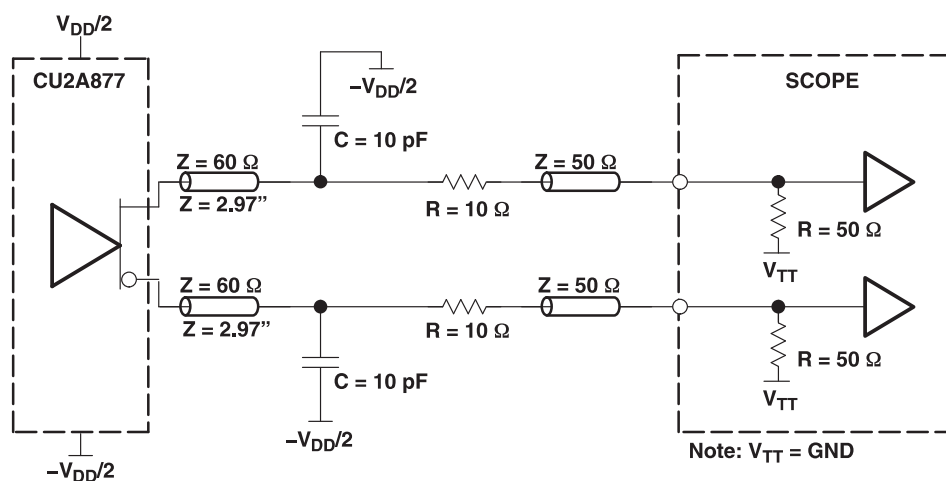 V_DD/2
CU2A877
–V_DD/2
SCOPE
C = 10 pF
Z = 60 Ω
Z = 50 Ω
Z = 2.97”
R = 10 Ω
R = 50 Ω
V_TT
Z = 60 Ω
Z = 50 Ω
Z = 2.97”
R = 10 Ω
R = 50 Ω
C = 10 pF
V_TT
–V_DD/2
–V_DD/2
Note: V_TT = GND